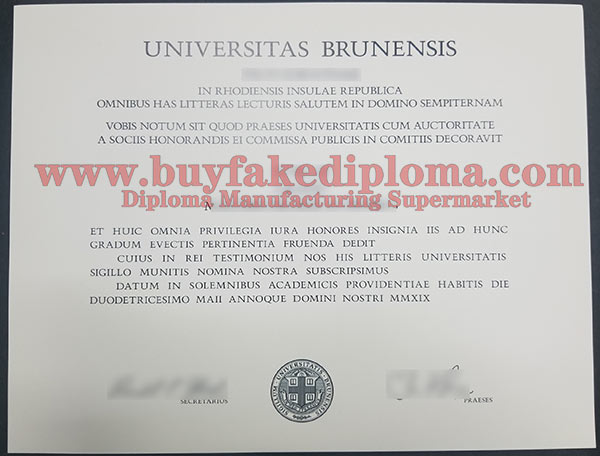 UNIVERSITAS BRUNENSIS
IN RHODIENSIS INSULAE REPUBLICA
OMNIBUS HAS LITTERAS LECTURIS SALUTEM IN DOMINO SEMPITERNAM
VOBIS NOTUM SIT QUOD PRAESES UNIVERSITATIS CUM AUCTORITATE
A SOCIIS HONORANDIS EI COMMISSA PUBLICIS IN COMITIIS DECORAVIT
www.buyfakediploma.com
Diploma Manufacturing Supermarket
ET HUIC OMNIA PRIVILEGIA IURA HONORES INSIGNIA IIS AD HUNC
GRADUM EVECTIS PERTINENTIA FRUENDA DEDIT
CUIUS IN REI TESTIMONIUM NOS HIS LITTERIS UNIVERSITATIS
SIGILLO MUNITIS NOMINA NOSTRA SUBSCRIPSIMUS
DATUM IN SOLEMNIBUS ACADEMICIS PROVIDENTIAE HABITIS DIE
DUODETRICESIMO MAII ANNOQUE DOMINI NOSTRI MMXIX
SIGILLUM · UNIVERSITATIS · BRUNENSIS
SECRETARIUS
PRAESES